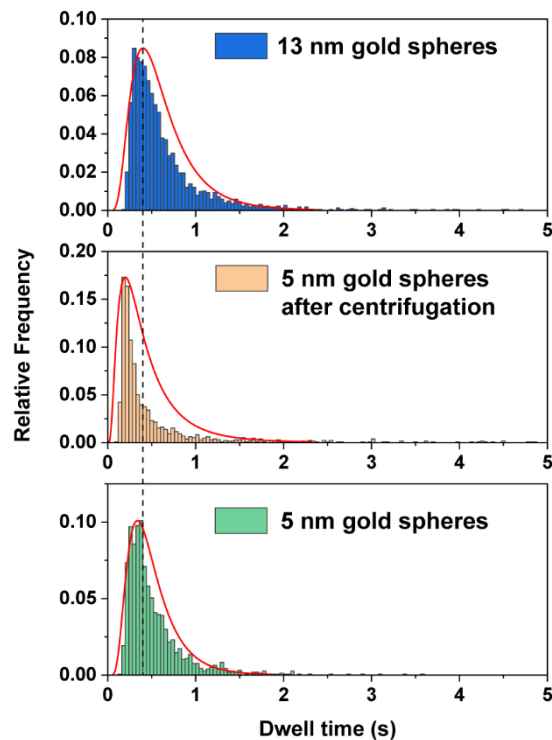 0.10
0.08
0.06
0.04
0.02
0.00
13 nm gold spheres
0 1 2 3 4 5
Relative Frequency
0.20
0.15
0.10
0.05
0.00
5 nm gold spheres
after centrifugation
0 1 2 3 4 5
0.10
0.05
0.00
5 nm gold spheres
0 1 2 3 4 5
Dwell time (s)